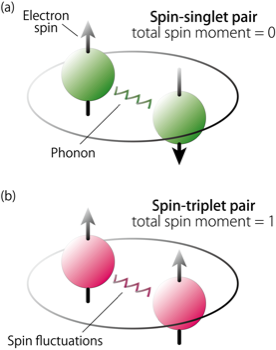 (a)
Electron
spin
Spin-singlet pair
total spin moment = 0
Phonon
(b)
Spin-triplet pair
total spin moment = 1
Spin fluctuations